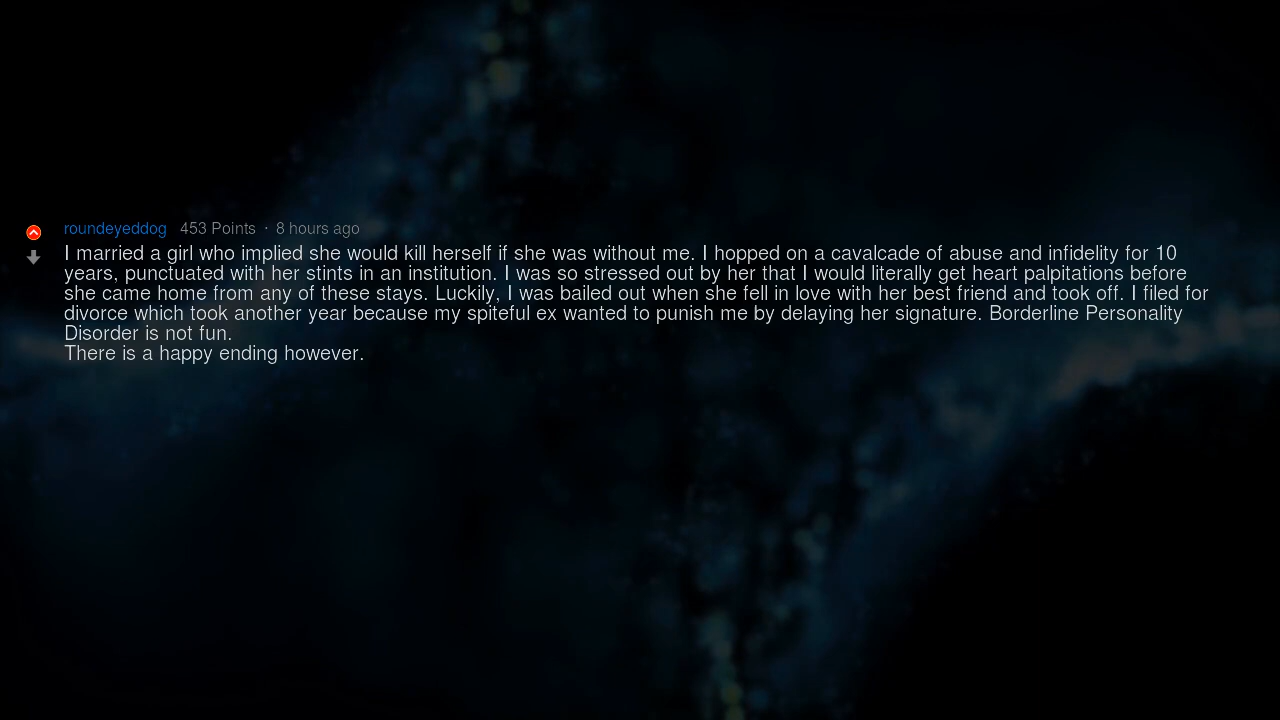 roundeyeddog 453 Points · 8 hours ago
I married a girl who implied she would kill herself if she was without me. I hopped on a cavalcade of abuse and infidelity for 10
years, punctuated with her stints in an institution. I was so stressed out by her that I would literally get heart palpitations before
she came home from any of these stays. Luckily, I was bailed out when she fell in love with her best friend and took off. I filed for
divorce which took another year because my spiteful ex wanted to punish me by delaying her signature. Borderline Personality
Disorder is not fun.
There is a happy ending however.